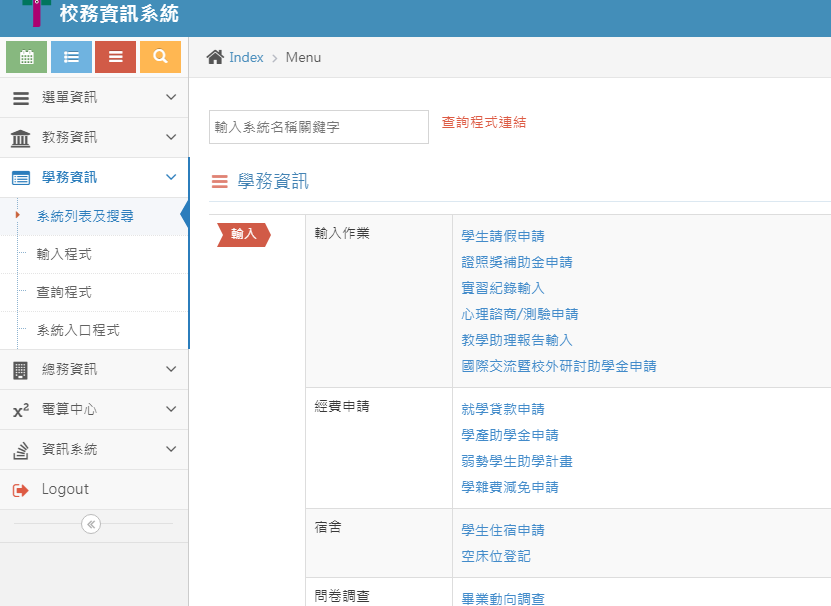 校務資訊系統
Index > Menu
選單資訊
教務資訊
學務資訊
系統列表及搜尋
輸入程式
查詢程式
系統入口程式
總務資訊
x² 電算中心
資訊系統
Logout
輸入系統名稱關鍵字 查詢程式連結
學務資訊
輸入
輸入作業
學生請假申請
證照獎補助金申請
實習紀錄輸入
心理諮商/測驗申請
教學助理報告輸入
國際交流暨校外研討助學金申請
經費申請
就學貸款申請
學產助學金申請
弱勢學生助學計畫
學雜費減免申請
宿舍
學生住宿申請
空床位登記
問卷調查
畢業動向調查